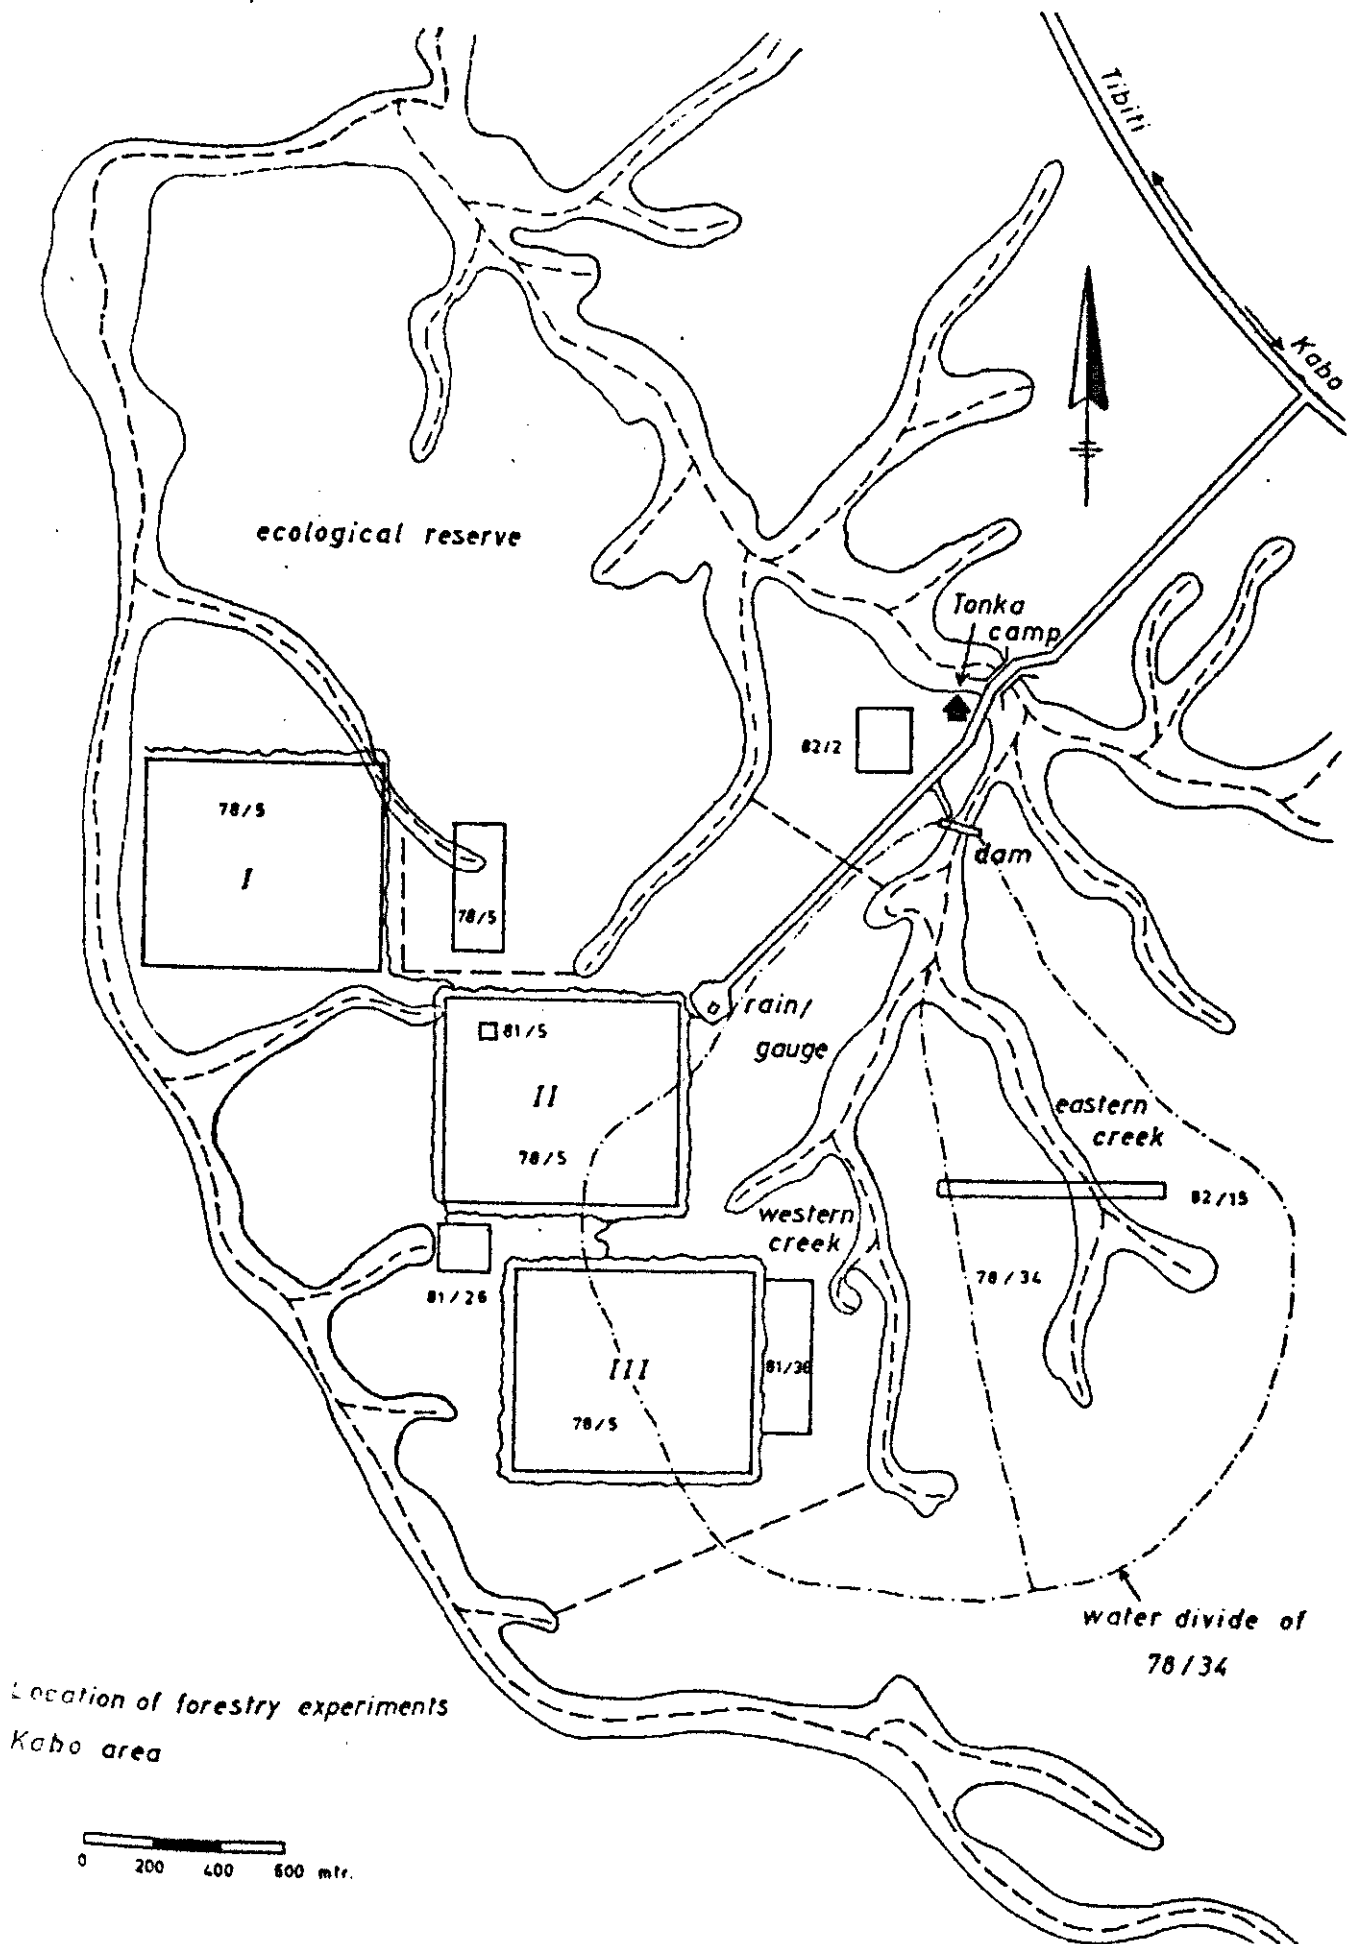 Tibiti
Kabo
ecological reserve
Tonka
camp
82/2
78/5
I
78/5
dam
rain/
gauge
81/5
II
78/5
eastern
creek
82/15
western
creek
78/34
81/26
III
81/36
78/5
water divide of
78/34
Location of forestry experiments
Kabo area
0 200 400 600 mtr.